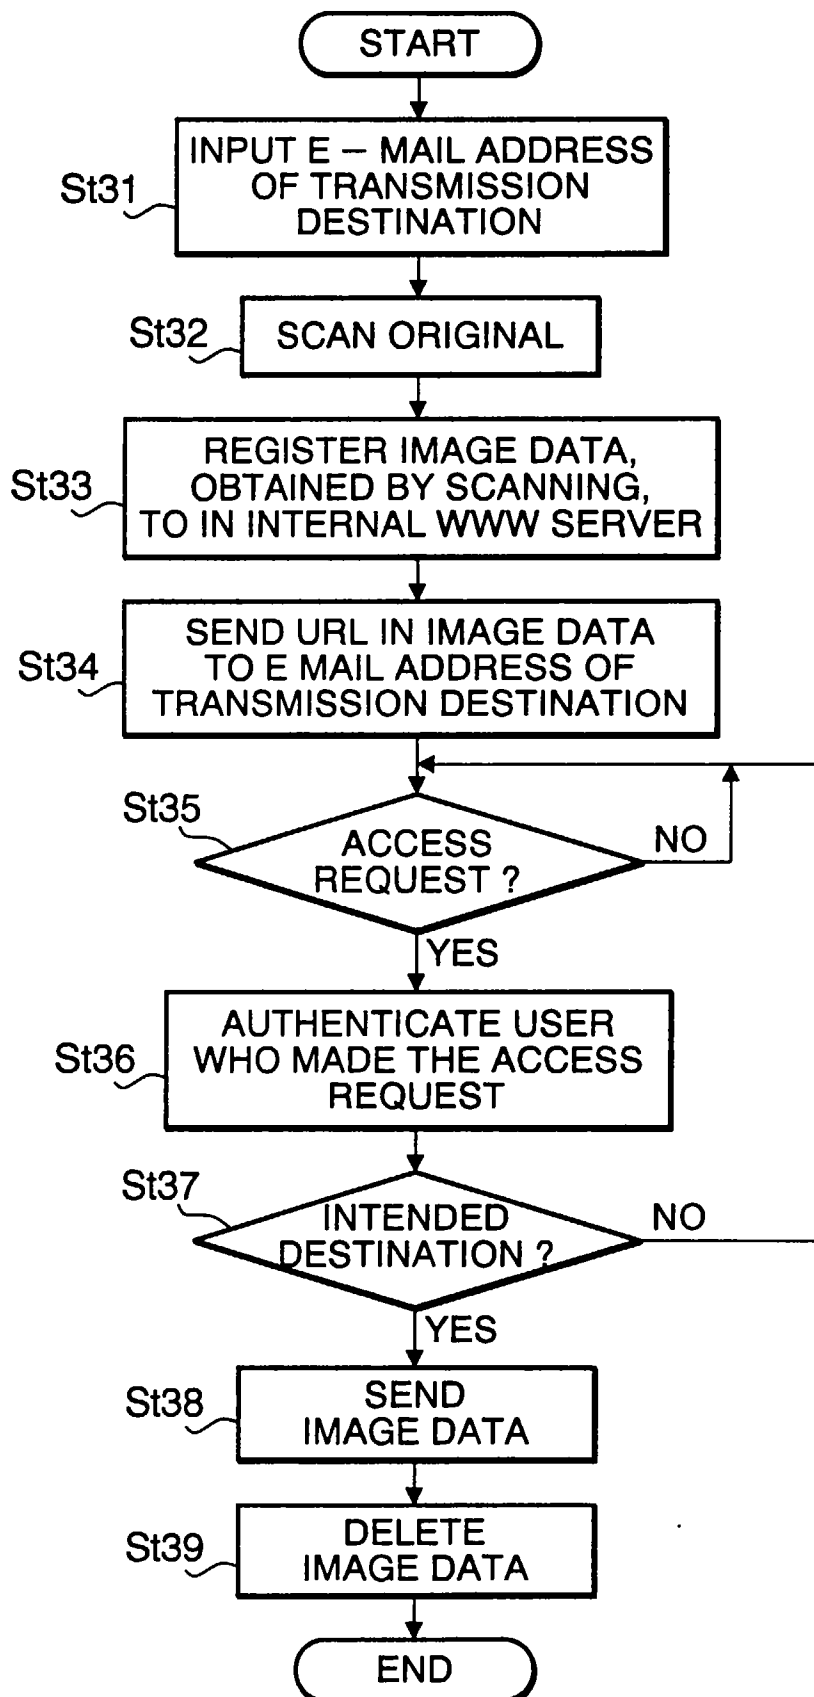 START
St31
INPUT E – MAIL ADDRESS
OF TRANSMISSION
DESTINATION
St32
SCAN ORIGINAL
St33
REGISTER IMAGE DATA,
OBTAINED BY SCANNING,
TO IN INTERNAL WWW SERVER
St34
SEND URL IN IMAGE DATA
TO E MAIL ADDRESS OF
TRANSMISSION DESTINATION
St35
ACCESS
REQUEST ?
NO
YES
St36
AUTHENTICATE USER
WHO MADE THE ACCESS
REQUEST
St37
INTENDED
DESTINATION ?
NO
YES
St38
SEND
IMAGE DATA
St39
DELETE
IMAGE DATA
END